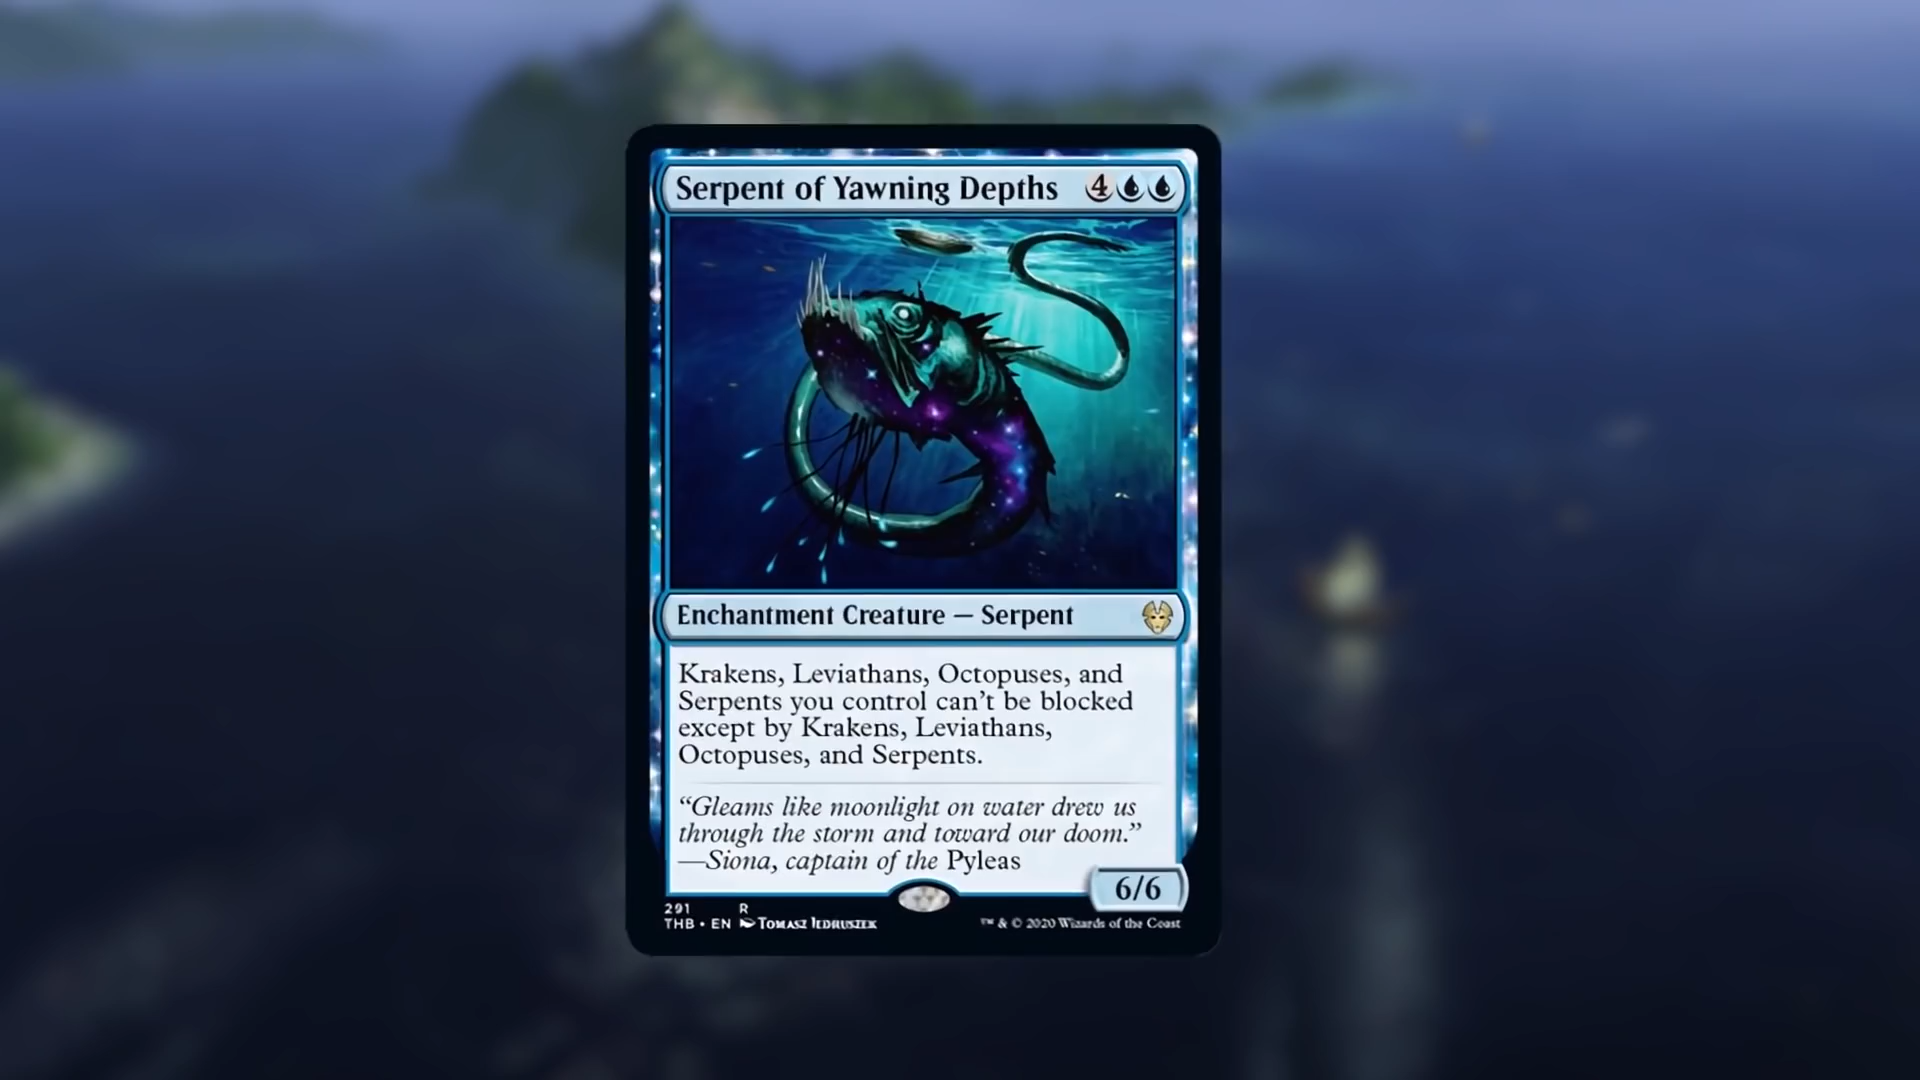 Serpent of Yawning Depths 4
Enchantment Creature — Serpent
Krakens, Leviathans, Octopuses, and
Serpents you control can't be blocked
except by Krakens, Leviathans,
Octopuses, and Serpents.
“Gleams like moonlight on water drew us
through the storm and toward our doom.”
—Siona, captain of the Pyleas
6/6
291 R
THB • EN Tomasz Jedruszek
™ & © 2020 Wizards of the Coast